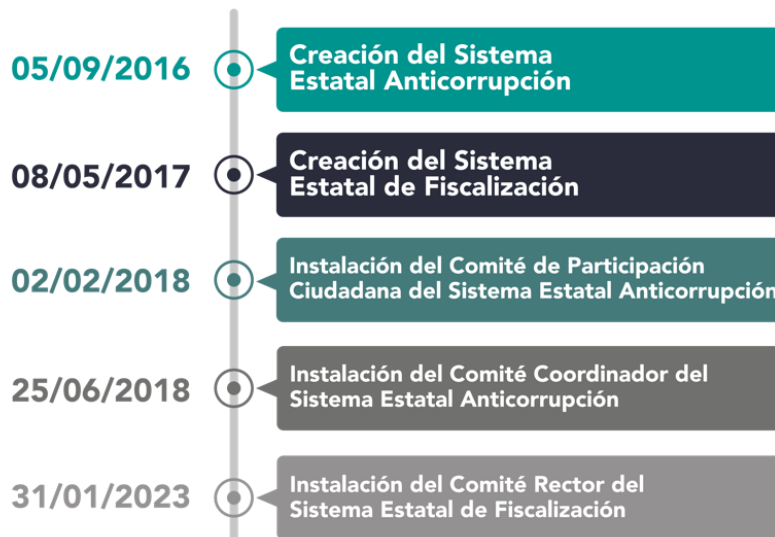 05/09/2016
Creación del Sistema
Estatal Anticorrupción
08/05/2017
Creación del Sistema
Estatal de Fiscalización
02/02/2018
Instalación del Comité de Participación
Ciudadana del Sistema Estatal Anticorrupción
25/06/2018
Instalación del Comité Coordinador del
Sistema Estatal Anticorrupción
31/01/2023
Instalación del Comité Rector del
Sistema Estatal de Fiscalización